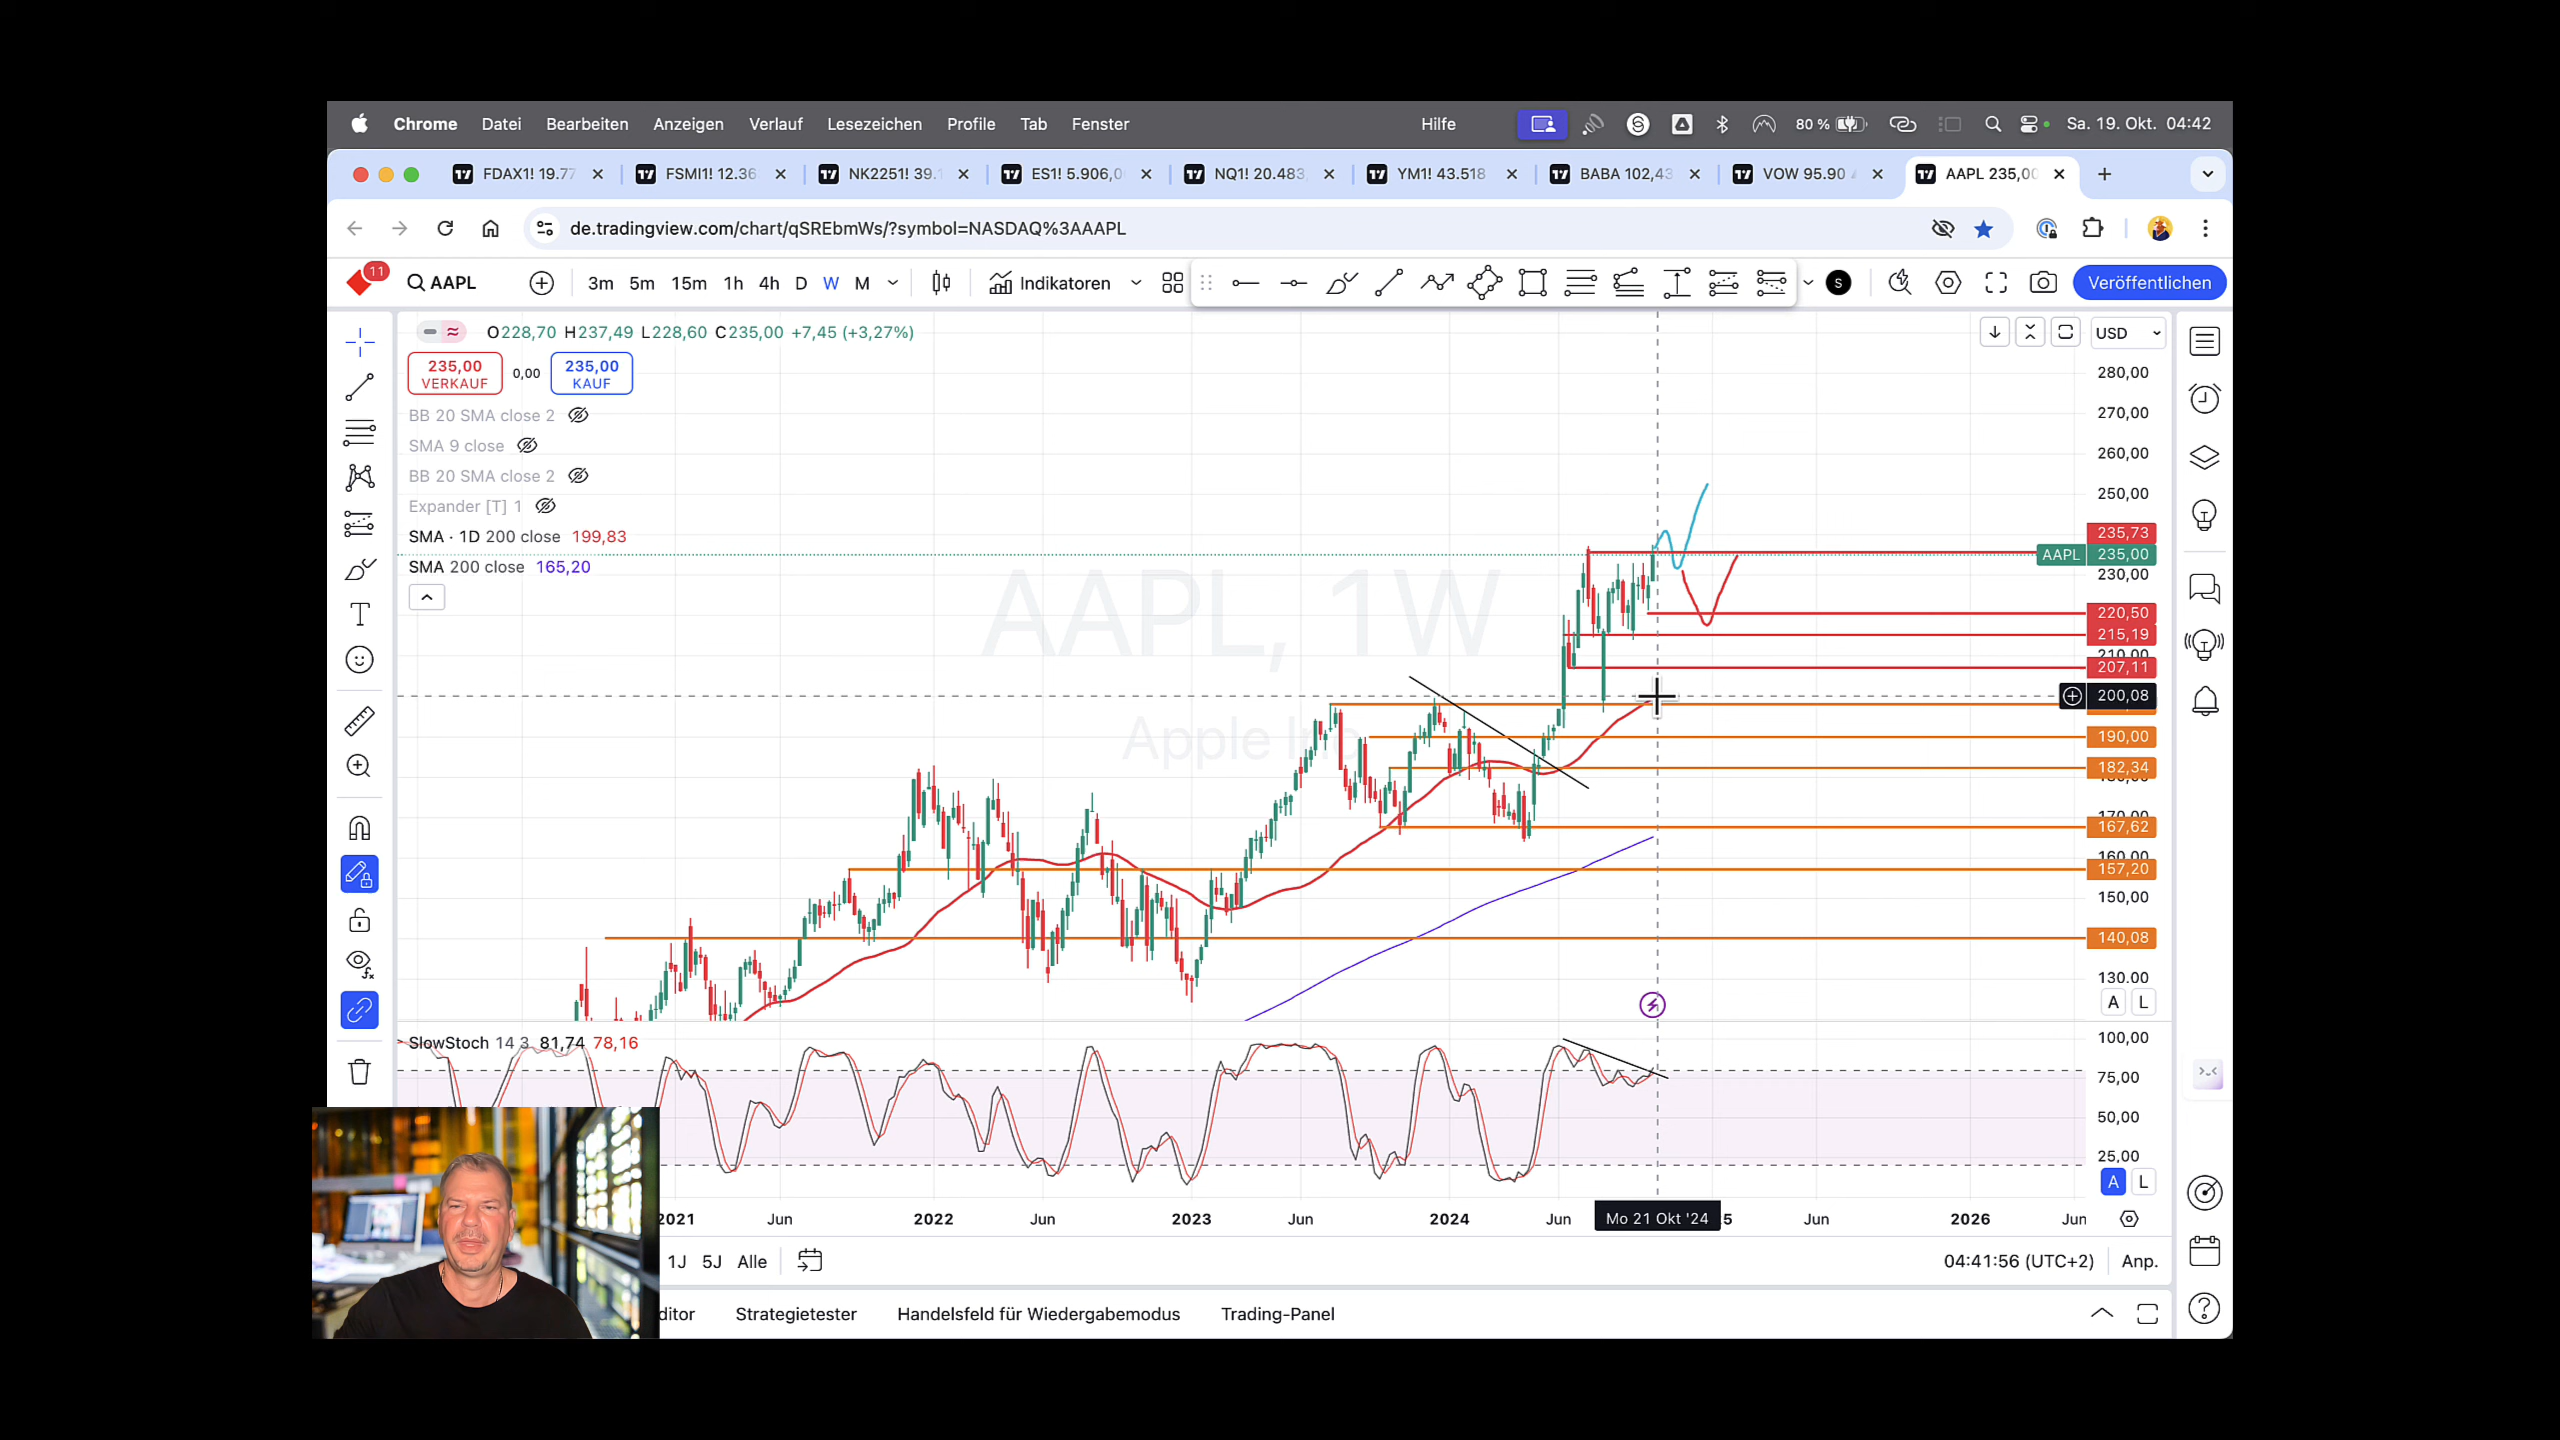 Chrome Datei Bearbeiten Anzeigen Verlauf Lesezeichen Profile Tab Fenster Hilfe 80 % Sa. 19. Okt. 04:42
FDAX1! 19.77 FSMI1! 12.36 NK2251! 39.1 ES1! 5.906,0 NQ1! 20.483, YM1! 43.518 BABA 102,43 VOW 95.90 AAPL 235,00
de.tradingview.com/chart/qSREbmWs/?symbol=NASDAQ%3AAAPL
11 AAPL 3m 5m 15m 1h 4h D W M Indikatoren S Veröffentlichen
O228,70 H237,49 L228,60 C235,00 +7,45 (+3,27%) USD
235,00 0,00 235,00
VERKAUF KAUF
BB 20 SMA close 2
SMA 9 close
BB 20 SMA close 2
Expander [T] 1
SMA · 1D 200 close 199,83
SMA 200 close 165,20
AAPL, 1W
Apple Inc
280,00
270,00
260,00
250,00
235,73
AAPL 235,00
230,00
220,50
215,19
210,00
207,11
200,08
190,00
182,34
170,00
167,62
160,00
157,20
150,00
140,08
130,00
A L
SlowStoch 14 3 81,74 78,16
100,00
75,00
50,00
25,00
A L
2021 Jun 2022 Jun 2023 Jun 2024 Jun Mo 21 Okt '24 5 Jun 2026 Jun
1J 5J Alle 04:41:56 (UTC+2) Anp.
ditor Strategietester Handelsfeld für Wiedergabemodus Trading-Panel